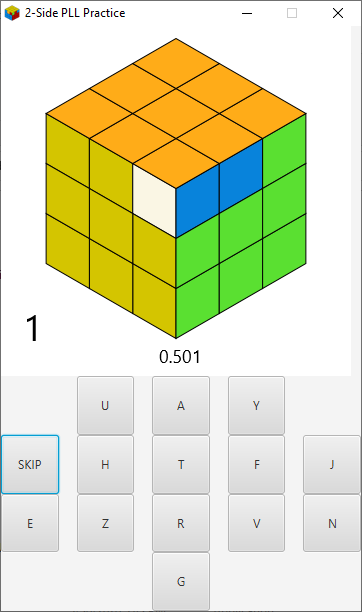 2-Side PLL Practice
1
0.501
U A Y
SKIP H T F J
E Z R V N
G